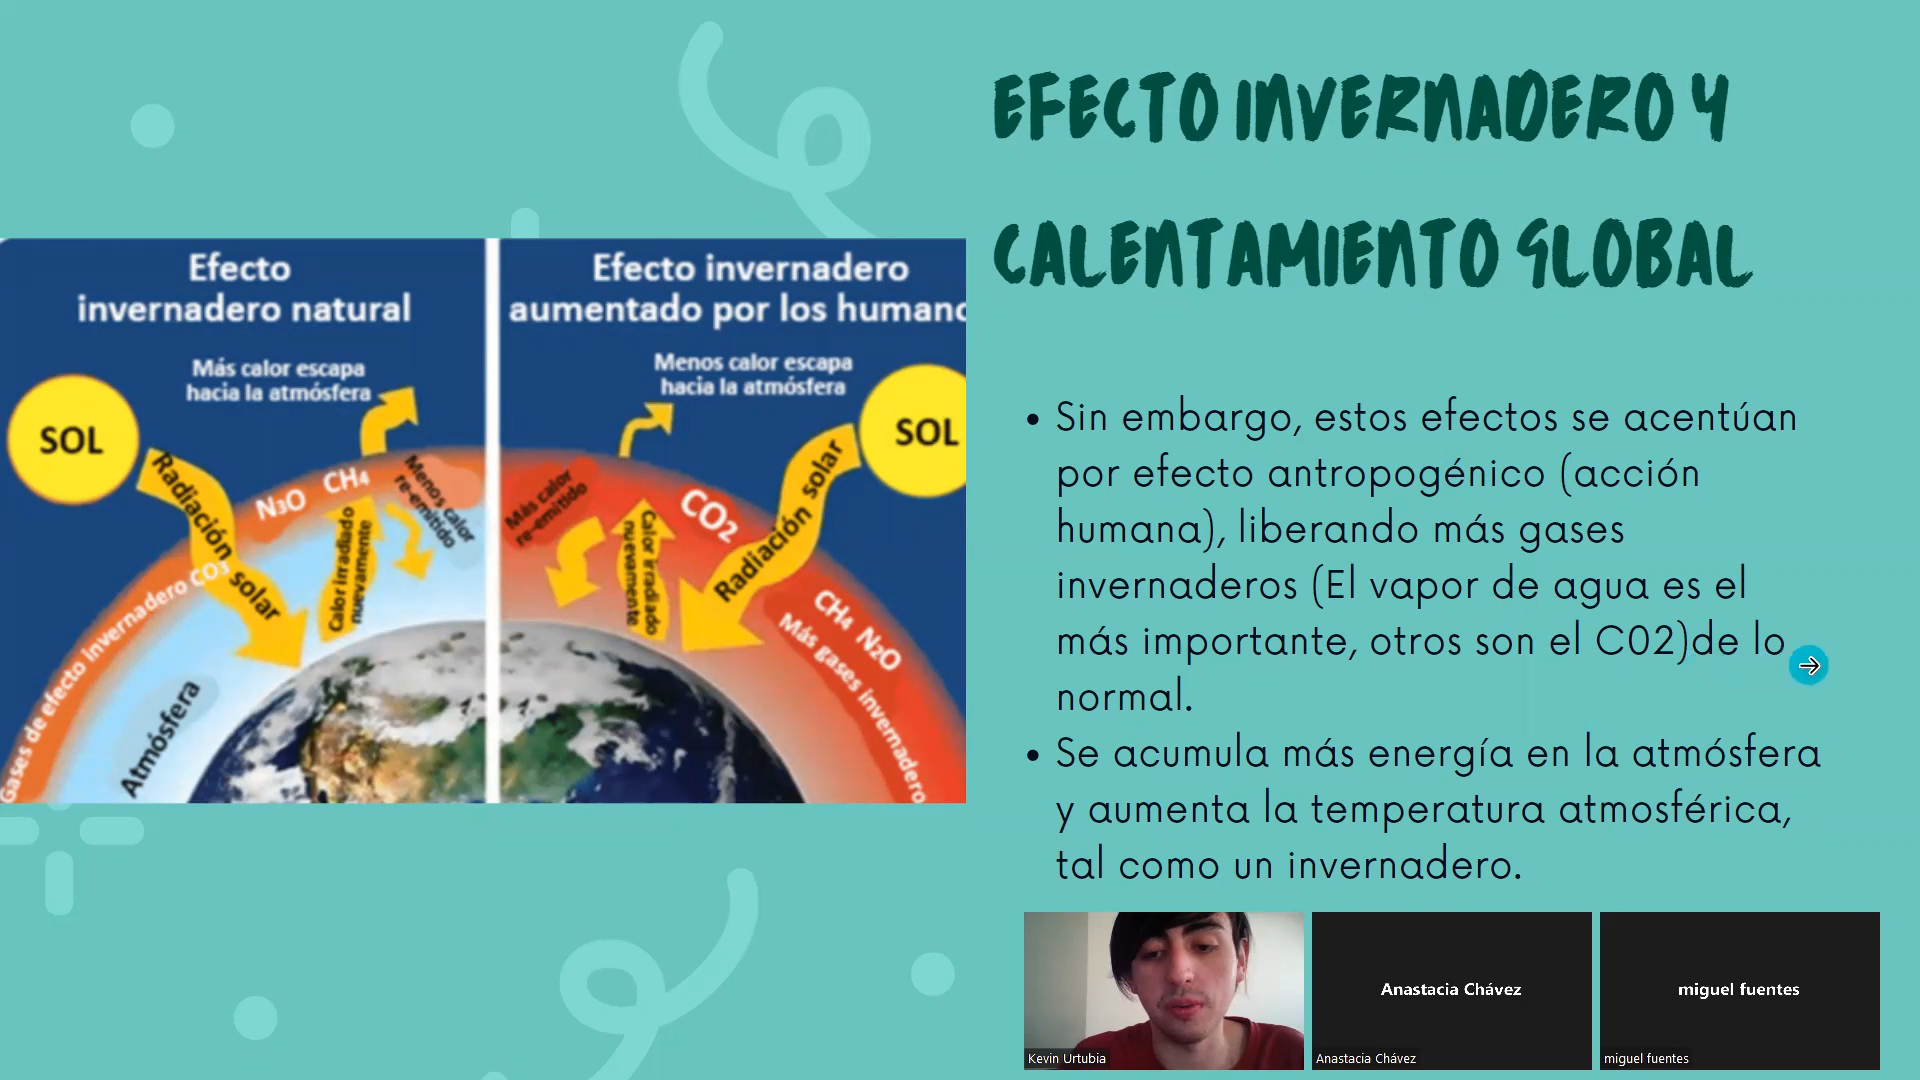 EFECTO INVERNADERO Y
CALENTAMIENTO GLOBAL
Efecto
invernadero natural
Más calor escapa
hacia la atmósfera
SOL
Radiación solar
N3O CH4
Menos calor
re-emitido
Calor irradiado
nuevamente
Gases de efecto invernadero CO3
Atmósfera
Efecto invernadero
aumentado por los humano
Menos calor escapa
hacia la atmósfera
SOL
Radiación solar
Más calor
re-emitido
CO2
Calor irradiado
nuevamente
CH4 N2O
Más gases invernadero
• Sin embargo, estos efectos se acentúan
por efecto antropogénico (acción
humana), liberando más gases
invernaderos (El vapor de agua es el
más importante, otros son el C02)de lo
normal.
• Se acumula más energía en la atmósfera
y aumenta la temperatura atmosférica,
tal como un invernadero.
Kevin Urtubia
Anastacia Chávez
Anastacia Chávez
miguel fuentes
miguel fuentes